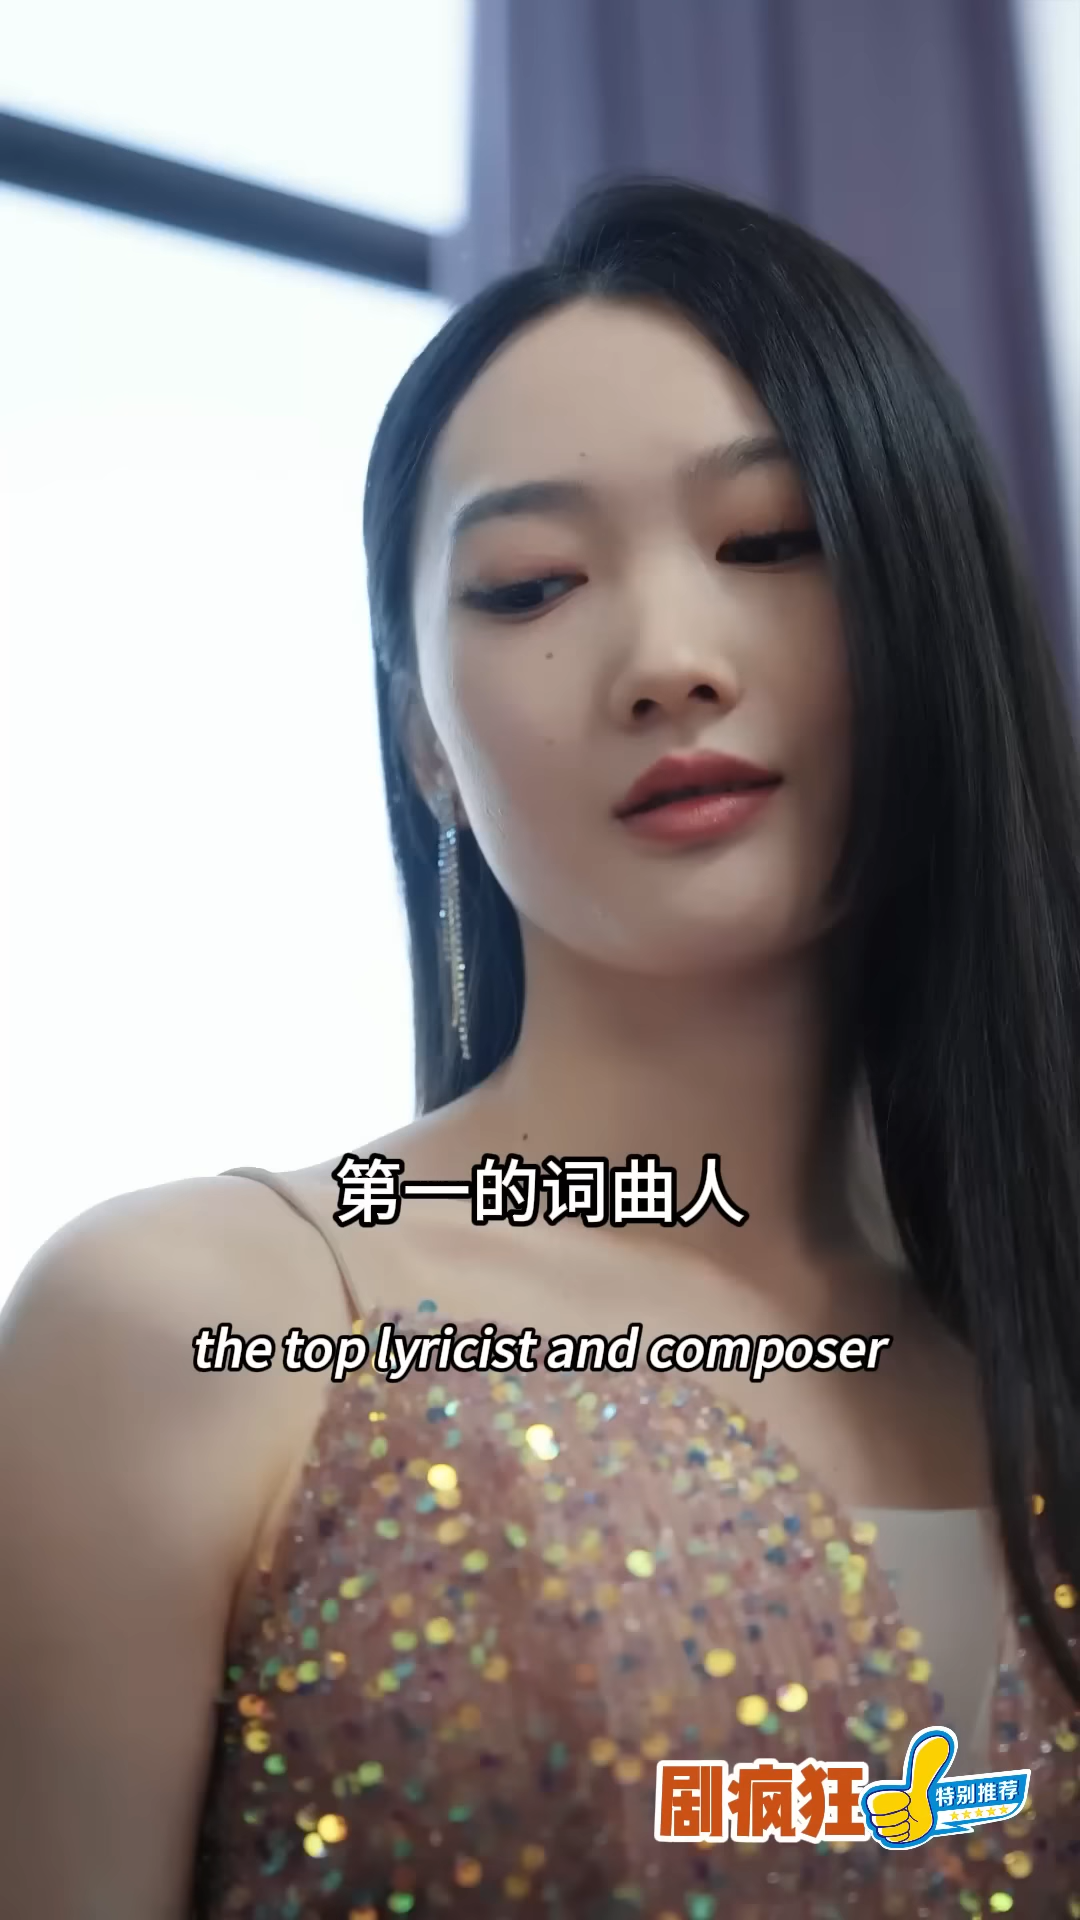 第一的词曲人
the top lyricist and composer
剧疯狂
特别推荐